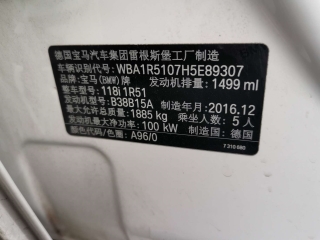 德国宝马汽车集团雷根斯堡工厂制造
车辆识别代号: WBA1R5107H5E89307
品牌: 宝马(BMW)牌 发动机排量: 1499 ml
整车型号: 118i 1R51
发动机型号: B38B15A 制造年月: 2016.12
最大允许总质量: 1885 kg 乘坐人数: 5 人
发动机最大净功率: 100 kW 制造国: 德国
颜色代码/色圈: A96/0
7 310 680